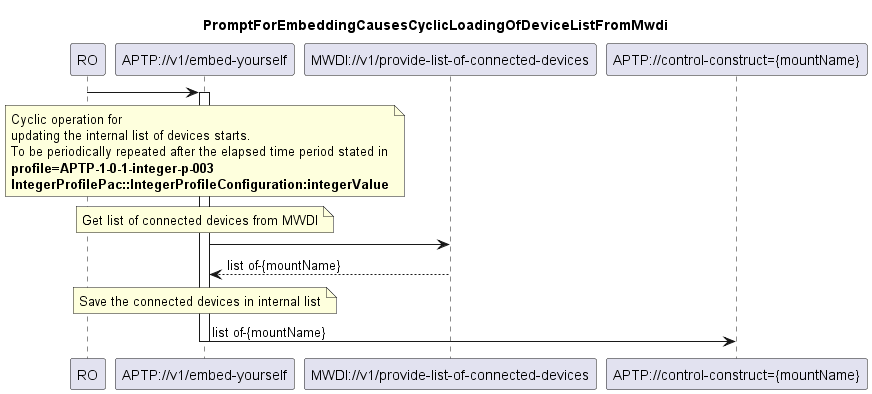 PromptForEmbeddingCausesCyclicLoadingOfDeviceListFromMwdi
RO
APTP://v1/embed-yourself
MWDI://v1/provide-list-of-connected-devices
APTP://control-construct={mountName}
Cyclic operation for
updating the internal list of devices starts.
To be periodically repeated after the elapsed time period stated in
profile=APTP-1-0-1-integer-p-003
IntegerProfilePac::IntegerProfileConfiguration:integerValue
Get list of connected devices from MWDI
list of-{mountName}
Save the connected devices in internal list
list of-{mountName}
RO
APTP://v1/embed-yourself
MWDI://v1/provide-list-of-connected-devices
APTP://control-construct={mountName}